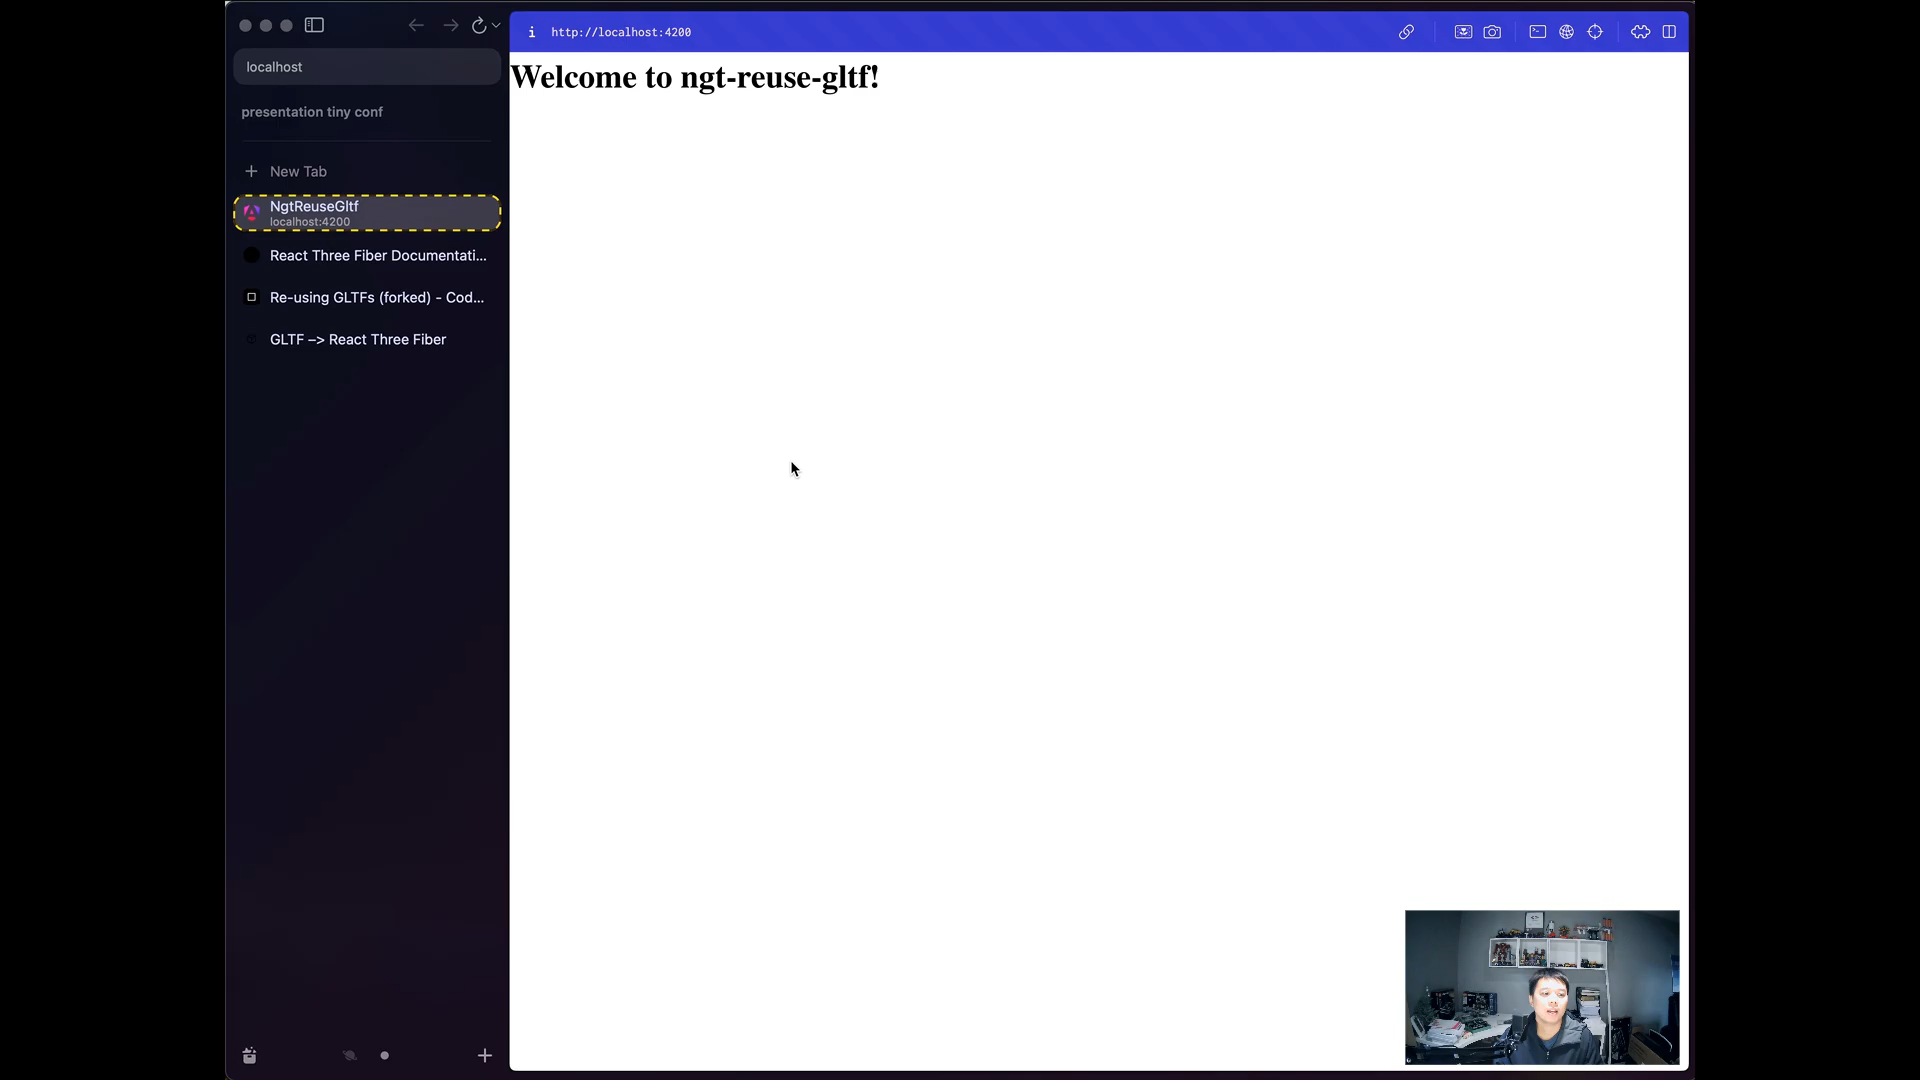 localhost
presentation tiny conf
New Tab
NgtReuseGltf
localhost:4200
React Three Fiber Documentati...
Re-using GLTFs (forked) - Cod...
GLTF –> React Three Fiber
i http://localhost:4200
Welcome to ngt-reuse-gltf!